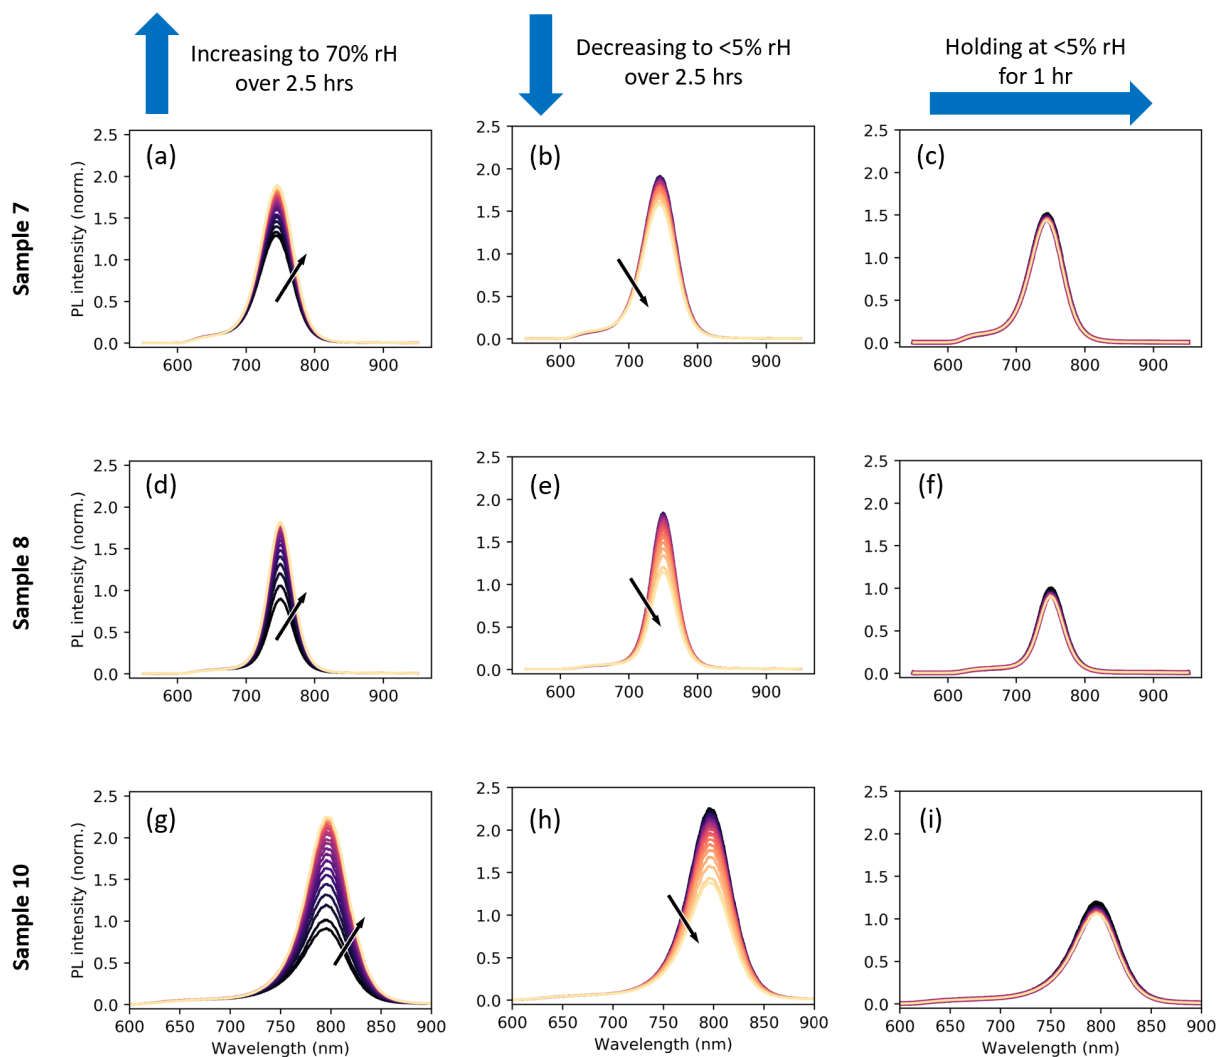 Increasing to 70% rH
over 2.5 hrs
Decreasing to <5% rH
over 2.5 hrs
Holding at <5% rH
for 1 hr
Sample 7
PL intensity (norm.)
(a)
2.5
2.0
1.5
1.0
0.5
0.0
600 700 800 900
(b)
2.5
2.0
1.5
1.0
0.5
0.0
600 700 800 900
(c)
2.5
2.0
1.5
1.0
0.5
0.0
600 700 800 900
Sample 8
PL intensity (norm.)
(d)
2.5
2.0
1.5
1.0
0.5
0.0
600 700 800 900
(e)
2.5
2.0
1.5
1.0
0.5
0.0
600 700 800 900
(f)
2.5
2.0
1.5
1.0
0.5
0.0
600 700 800 900
Sample 10
PL intensity (norm.)
(g)
2.5
2.0
1.5
1.0
0.5
0.0
600 650 700 750 800 850 900
Wavelength (nm)
(h)
2.5
2.0
1.5
1.0
0.5
0.0
600 650 700 750 800 850 900
Wavelength (nm)
(i)
2.5
2.0
1.5
1.0
0.5
0.0
600 650 700 750 800 850 900
Wavelength (nm)